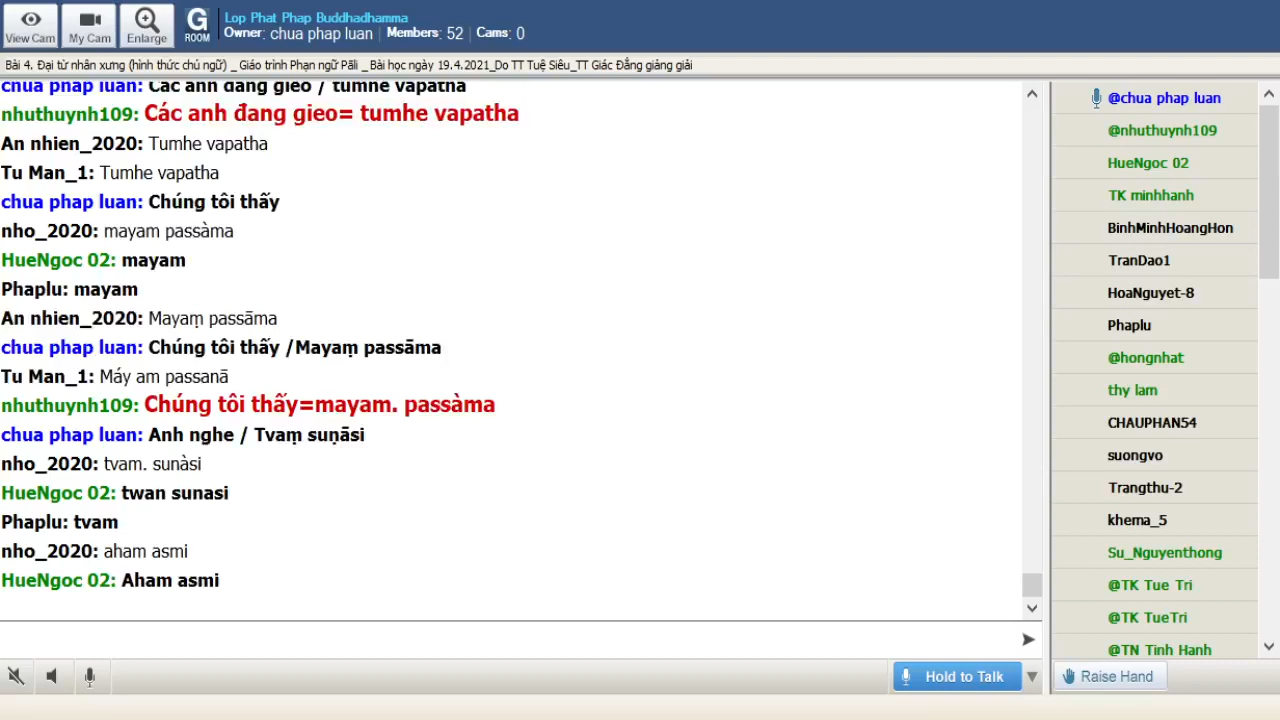 View Cam
My Cam
Enlarge
G
ROOM
Lop Phat Phap Buddhadhamma
Owner: chua phap luan Members: 52 Cams: 0
Bài 4. Đại từ nhân xưng (hình thức chủ ngữ) _ Giáo trình Phạn ngữ Pāli _ Bài học ngày 19.4.2021_Do TT Tuệ Siêu_TT Giác Đẳng giảng giải
chua phap luan: Các anh đang gieo / tumhe vapatha
nhuthuynh109: Các anh đang gieo= tumhe vapatha
An nhien_2020: Tumhe vapatha
Tu Man_1: Tumhe vapatha
chua phap luan: Chúng tôi thấy
nho_2020: mayam passàma
HueNgoc 02: mayam
Phaplu: mayam
An nhien_2020: Mayaṃ passāma
chua phap luan: Chúng tôi thấy /Mayaṃ passāma
Tu Man_1: Máy am passanā
nhuthuynh109: Chúng tôi thấy=mayam. passàma
chua phap luan: Anh nghe / Tvaṃ suṇāsi
nho_2020: tvam. sunàsi
HueNgoc 02: twan sunasi
Phaplu: tvam
nho_2020: aham asmi
HueNgoc 02: Aham asmi
Hold to Talk
@chua phap luan
@nhuthuynh109
HueNgoc 02
TK minhhanh
BinhMinhHoangHon
TranDao1
HoaNguyet-8
Phaplu
@hongnhat
thy lam
CHAUPHAN54
suongvo
Trangthu-2
khema_5
Su_Nguyenthong
@TK Tue Tri
@TK TueTri
@TN Tinh Hanh
Raise Hand